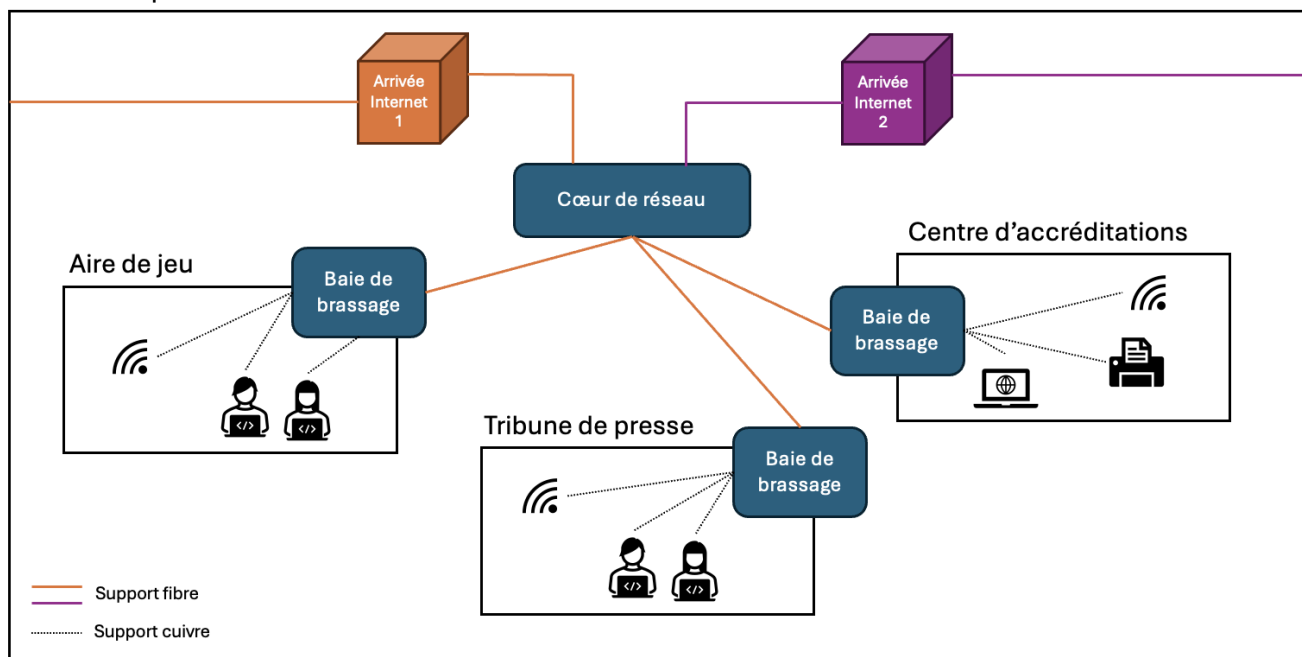 Arrivée
Internet
1
Arrivée
Internet
2
Cœur de réseau
Centre d'accréditations
Aire de jeu
Baie de
brassage
Baie de
brassage
Tribune de presse
Baie de
brassage
Support fibre
Support cuivre